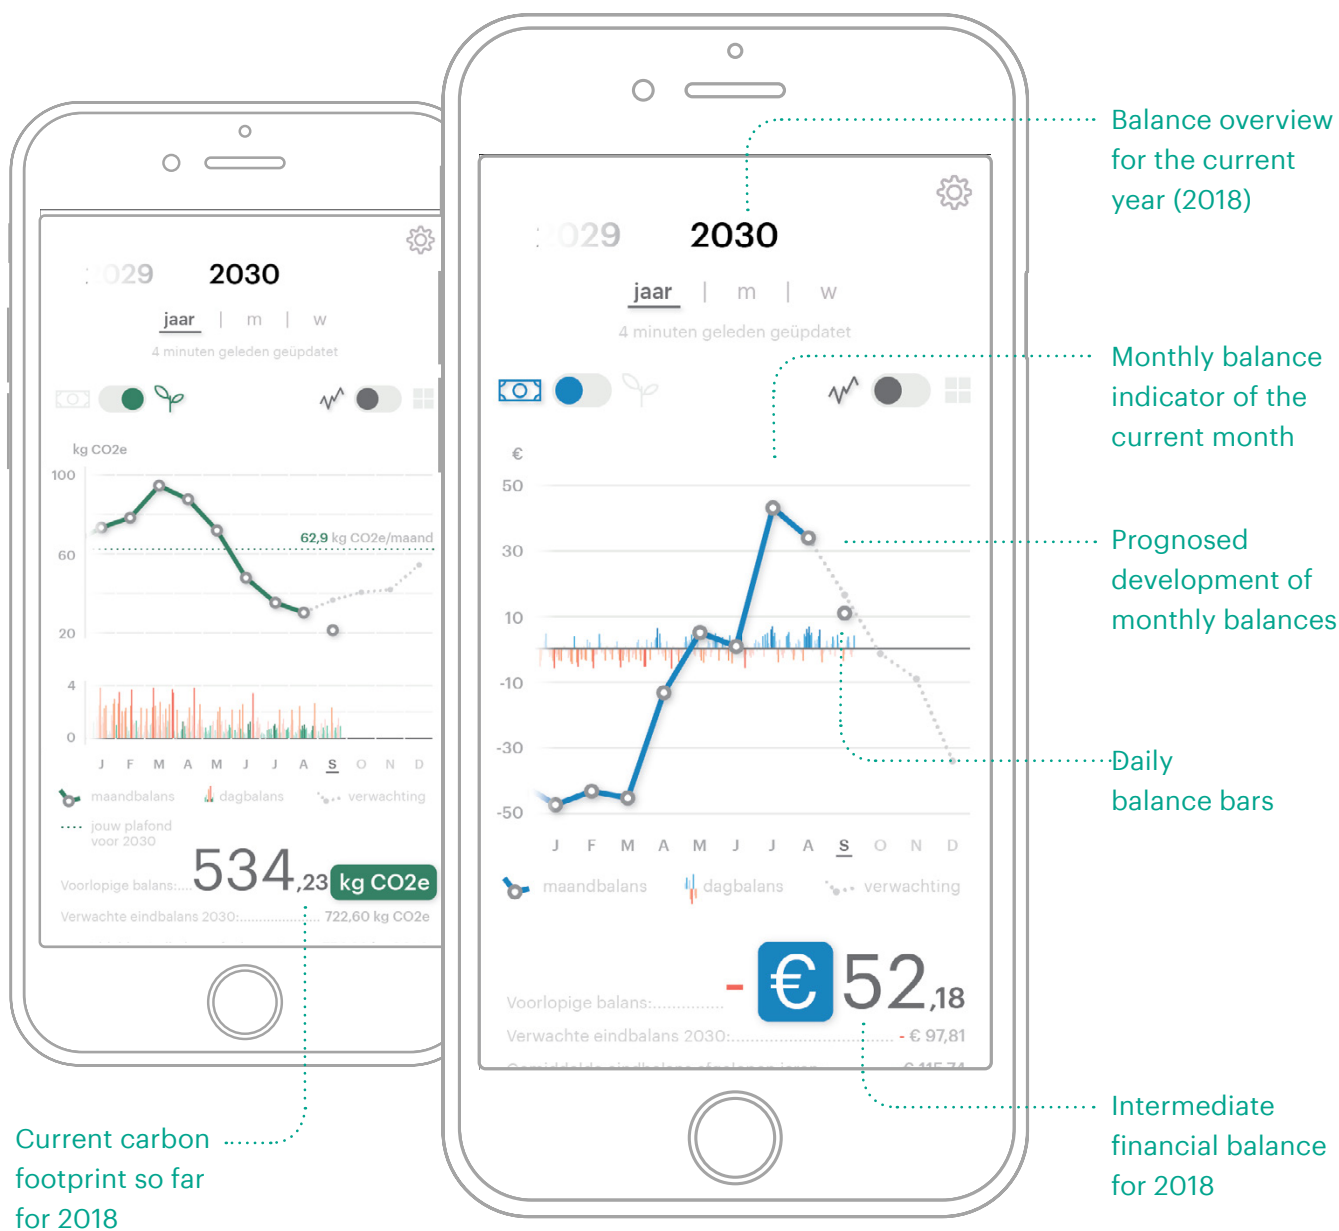 2029 2030
jaar | m | w
4 minuten geleden geüpdatet
kg CO2e
100
62,9 kg CO2e/maand
60
20
4
0
J F M A M J J A S O N D
maandbalans dagbalans verwachting
jouw plafond
voor 2030
Voorlopige balans:.... 534,23 kg CO2e
Verwachte eindbalans 2030:................ 722,60 kg CO2e
029 2030
jaar | m | w
4 minuten geleden geüpdatet
€
50
30
10
-10
-30
-50
J F M A M J J A S O N D
maandbalans dagbalans verwachting
Voorlopige balans:............. - € 52,18
Verwachte eindbalans 2030:............................. - € 97,81
Balance overview
for the current
year (2018)
Monthly balance
indicator of the
current month
Prognosed
development of
monthly balances
Daily
balance bars
Intermediate
financial balance
for 2018
Current carbon
footprint so far
for 2018